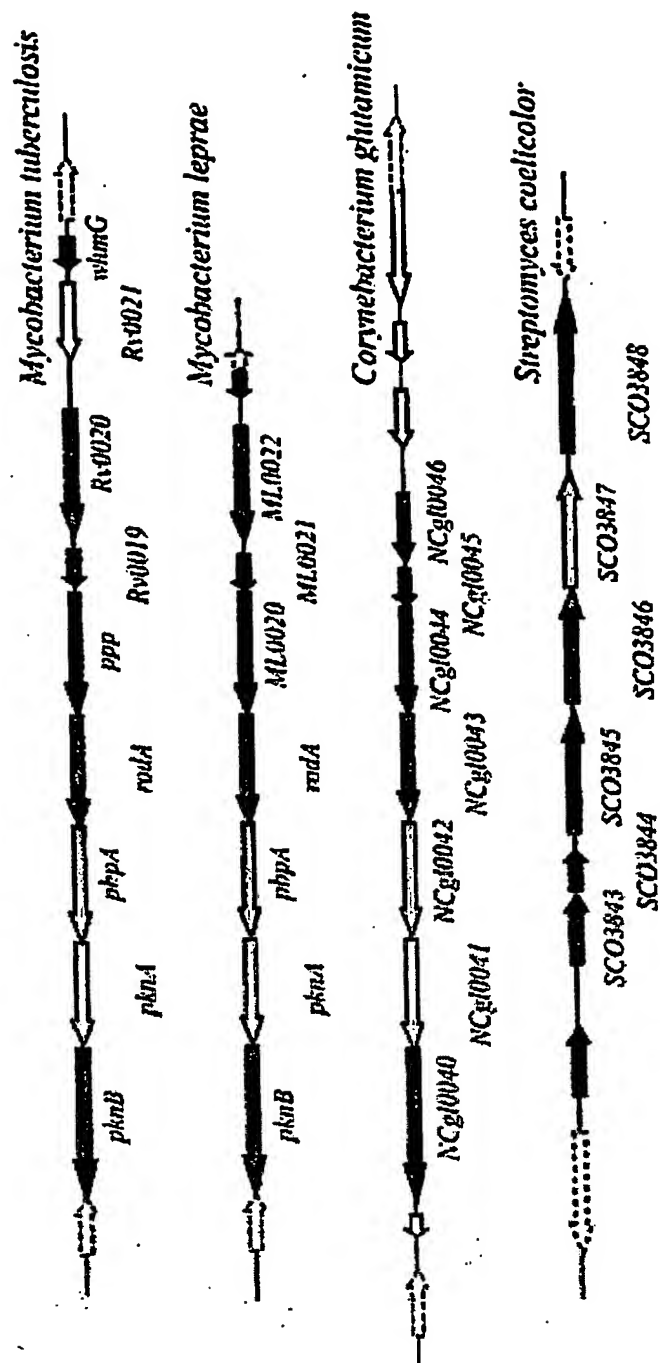 Mycobacterium tuberculosis
pknB
pknA
pbpA
rodA
ppp
Rv0019
Rv0020
Rv0021
whmG
Mycobacterium leprae
pknB
pknA
pbpA
rodA
ML0020
ML0021
ML0022
Corynebacterium glutamicum
NCgl0040
NCgl0041
NCgl0042
NCgl0043
NCgl0044
NCgl0045
NCgl0046
Streptomyces coelicolor
SCO3843
SCO3844
SCO3845
SCO3846
SCO3847
SCO3848